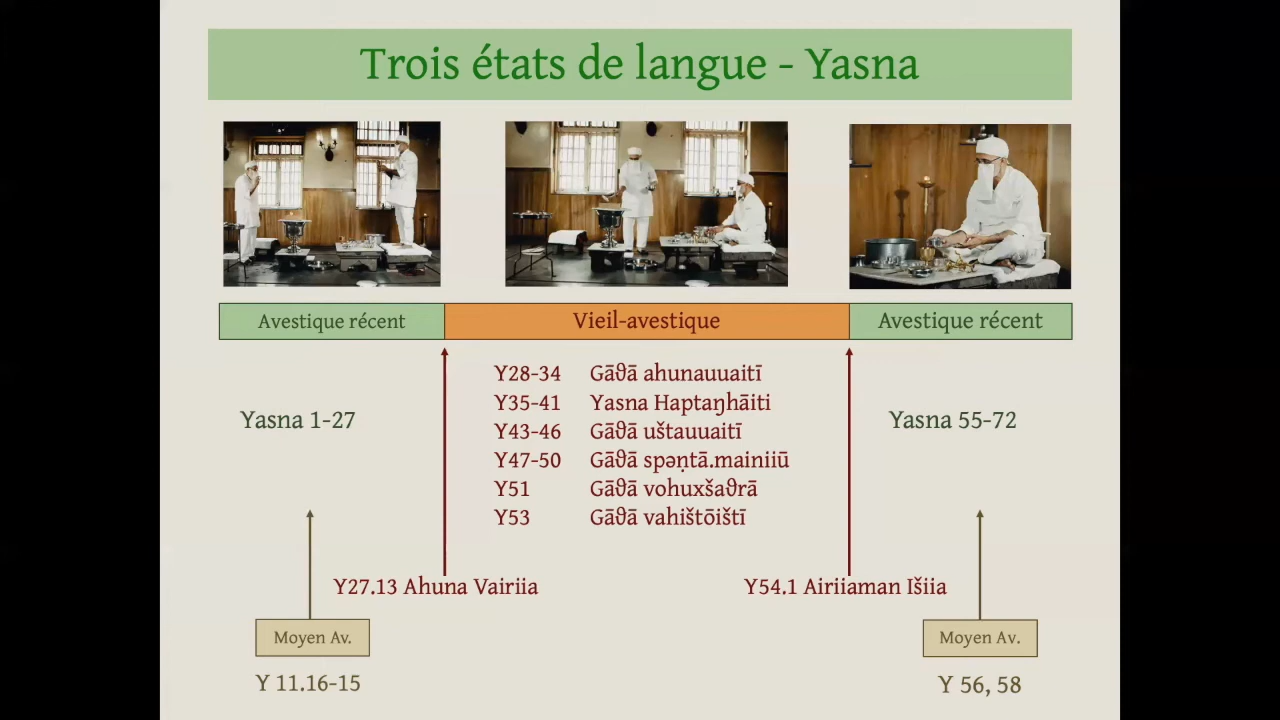 Trois états de langue - Yasna
Avestique récent
Vieil-avestique
Avestique récent
Y28-34 Gāϑā ahunauuaitī
Y35-41 Yasna Haptaŋhāiti
Y43-46 Gāϑā uštauuaitī
Y47-50 Gāϑā spəṇtā.mainiiū
Y51 Gāϑā vohuxšaϑrā
Y53 Gāϑā vahištōištī
Yasna 1-27
Yasna 55-72
Y27.13 Ahuna Vairiia
Y54.1 Airiiaman Išiia
Moyen Av.
Moyen Av.
Y 11.16-15
Y 56, 58